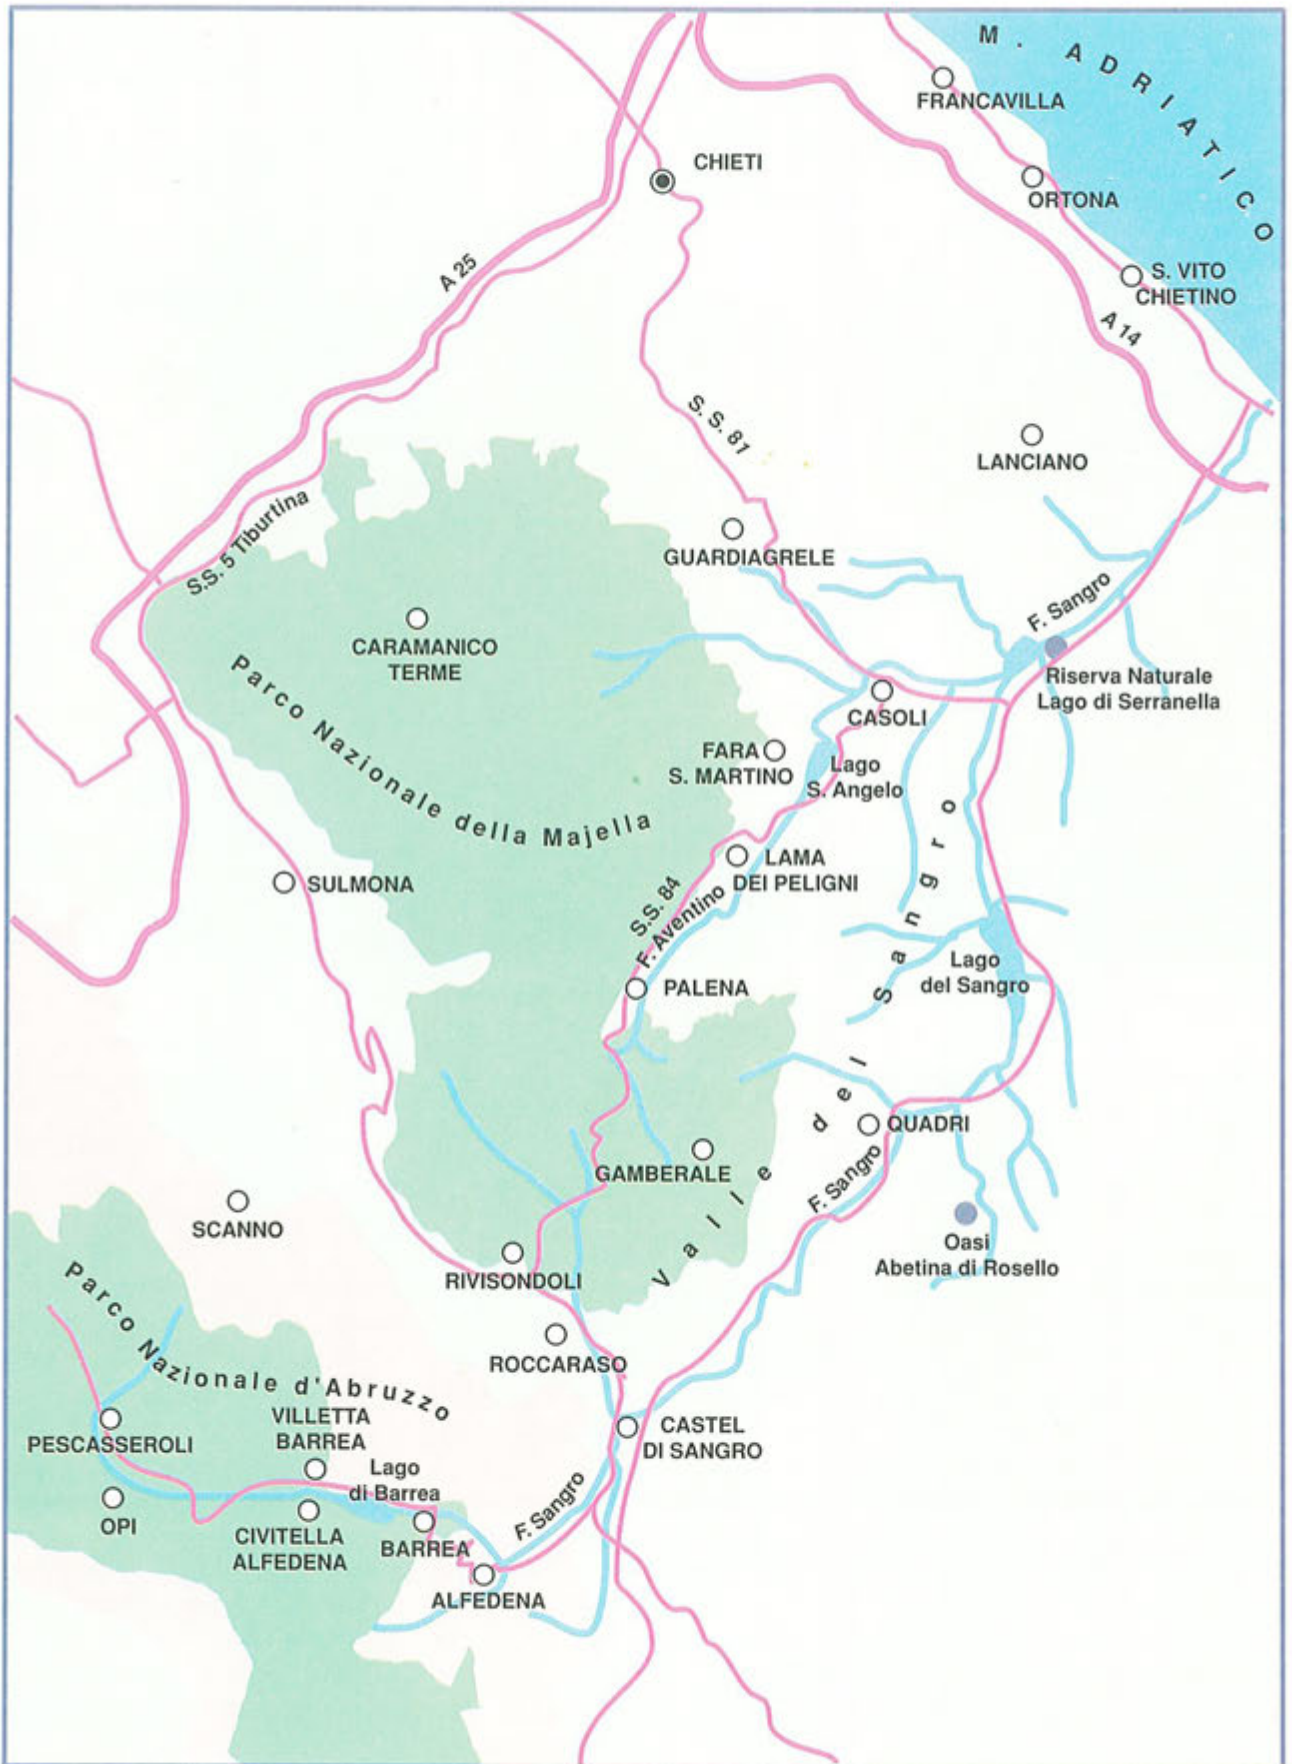 M. ADRIATICO
FRANCAVILLA
CHIETI
ORTONA
A 25
S. VITO
CHIETINO
A 14
S. S. 81
LANCIANO
S.S. 5 Tiburtina
GUARDIAGRELE
F. Sangro
CARAMANICO
TERME
Riserva Naturale
Lago di Serranella
Parco Nazionale della Majella
CASOLI
FARA
S. MARTINO
Lago
S. Angelo
LAMA
DEI PELIGNI
SULMONA
S.S. 84
F. Aventino
Valle del Sangro
Lago
del Sangro
PALENA
QUADRI
GAMBERALE
F. Sangro
SCANNO
Oasi
Abetina di Rosello
RIVISONDOLI
Parco Nazionale d'Abruzzo
ROCCARASO
VILLETTA
BARREA
CASTEL
DI SANGRO
PESCASSEROLI
Lago
di Barrea
F. Sangro
OPI
CIVITELLA
ALFEDENA
BARREA
ALFEDENA